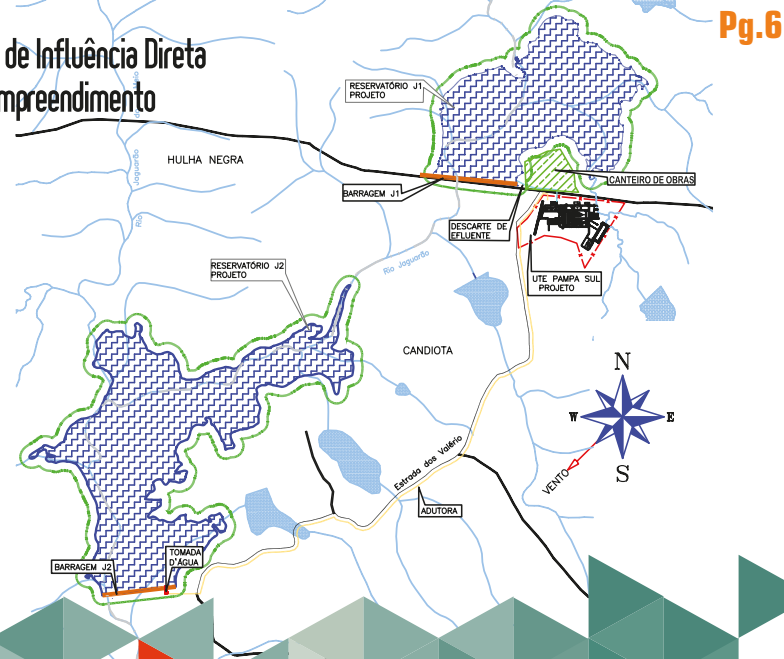 Pg.6
de Influência Direta
mpreendimento
RESERVATÓRIO J1
PROJETO
HULHA NEGRA
BARRAGEM J1
CANTEIRO DE OBRAS
DESCARTE DE
EFLUENTE
UTE PAMPA SUL
PROJETO
Rio Jaguarão
Rio Jaguarão
RESERVATÓRIO J2
PROJETO
CANDIOTA
N
W
E
S
VENTO
Estrada dos Valério
ADUTORA
TOMADA
D'ÁGUA
BARRAGEM J2